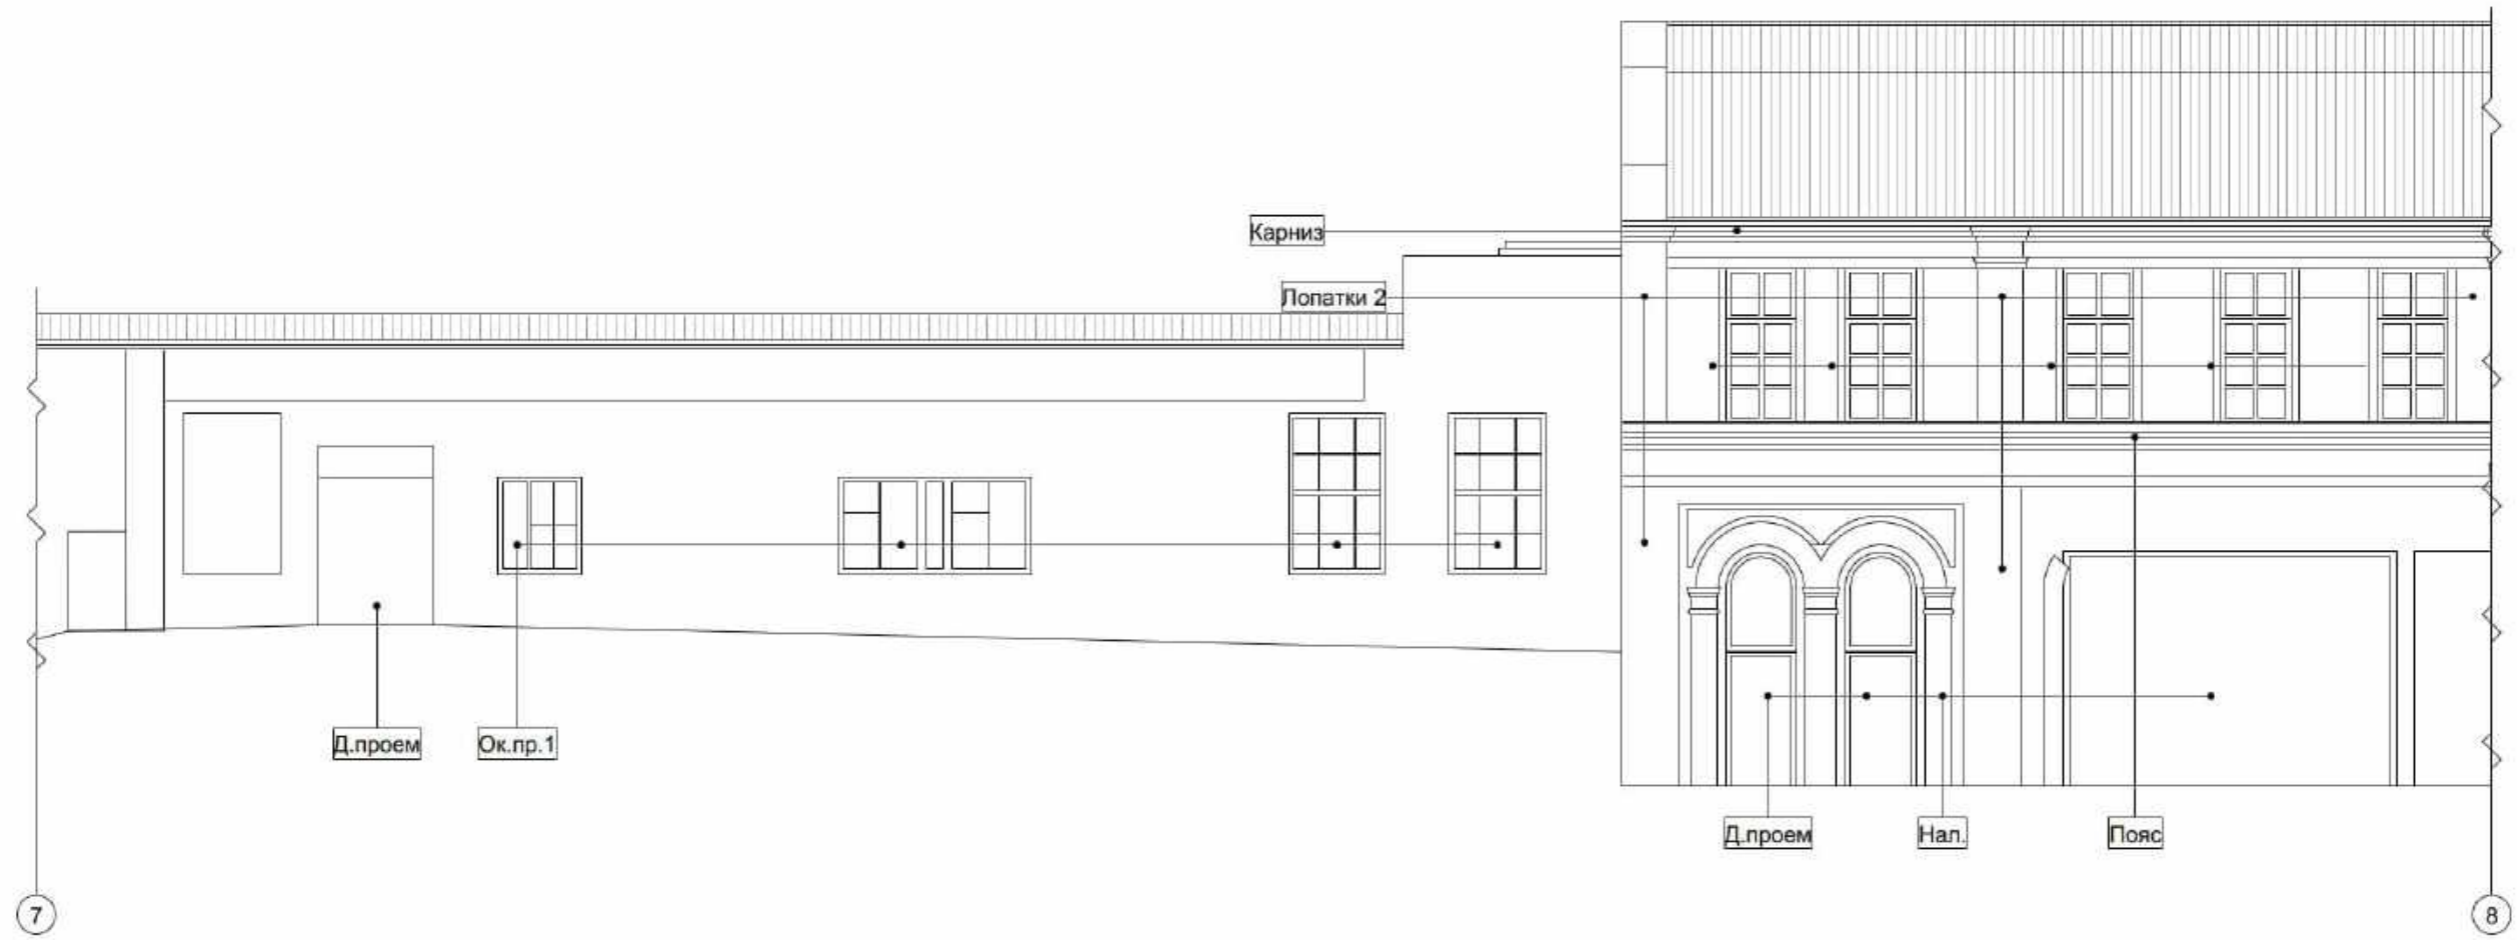 Карниз
Лопатки 2
Д.проем
Ок.пр.1
Д.проем
Нал.
Пояс
7
8